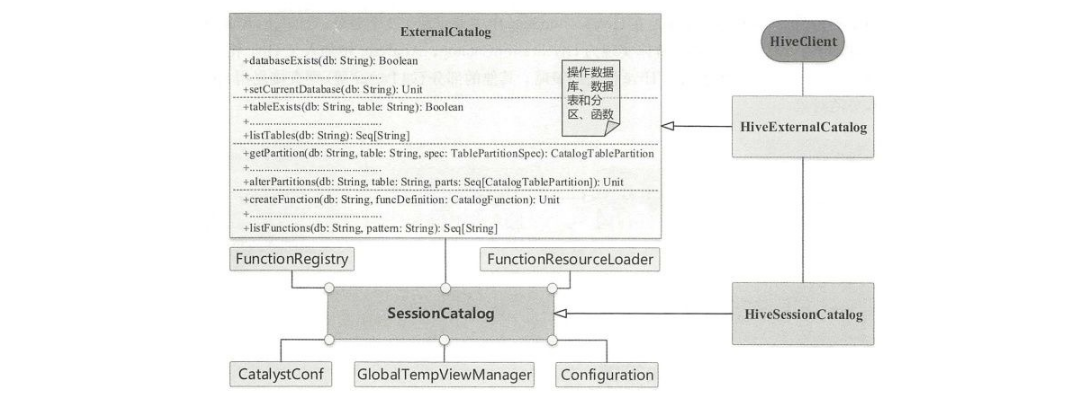 ExternalCatalog
+databaseExists(db: String): Boolean
+............................................
+setCurrentDatabase(db: String): Unit
+tableExists(db: String, table: String): Boolean
+............................................
+listTables(db: String): Seq[String]
+getPartition(db: String, table: String, spec: TablePartitionSpec): CatalogTablePartition
+............................................
+alterPartitions(db: String, table: String, parts: Seq[CatalogTablePartition]): Unit
+createFunction(db: String, funcDefinition: CatalogFunction): Unit
+............................................
+listFunctions(db: String, pattern: String): Seq[String]
操作数据
库、数据
表和分
区、函数
HiveClient
HiveExternalCatalog
FunctionRegistry
FunctionResourceLoader
SessionCatalog
HiveSessionCatalog
CatalystConf
GlobalTempViewManager
Configuration